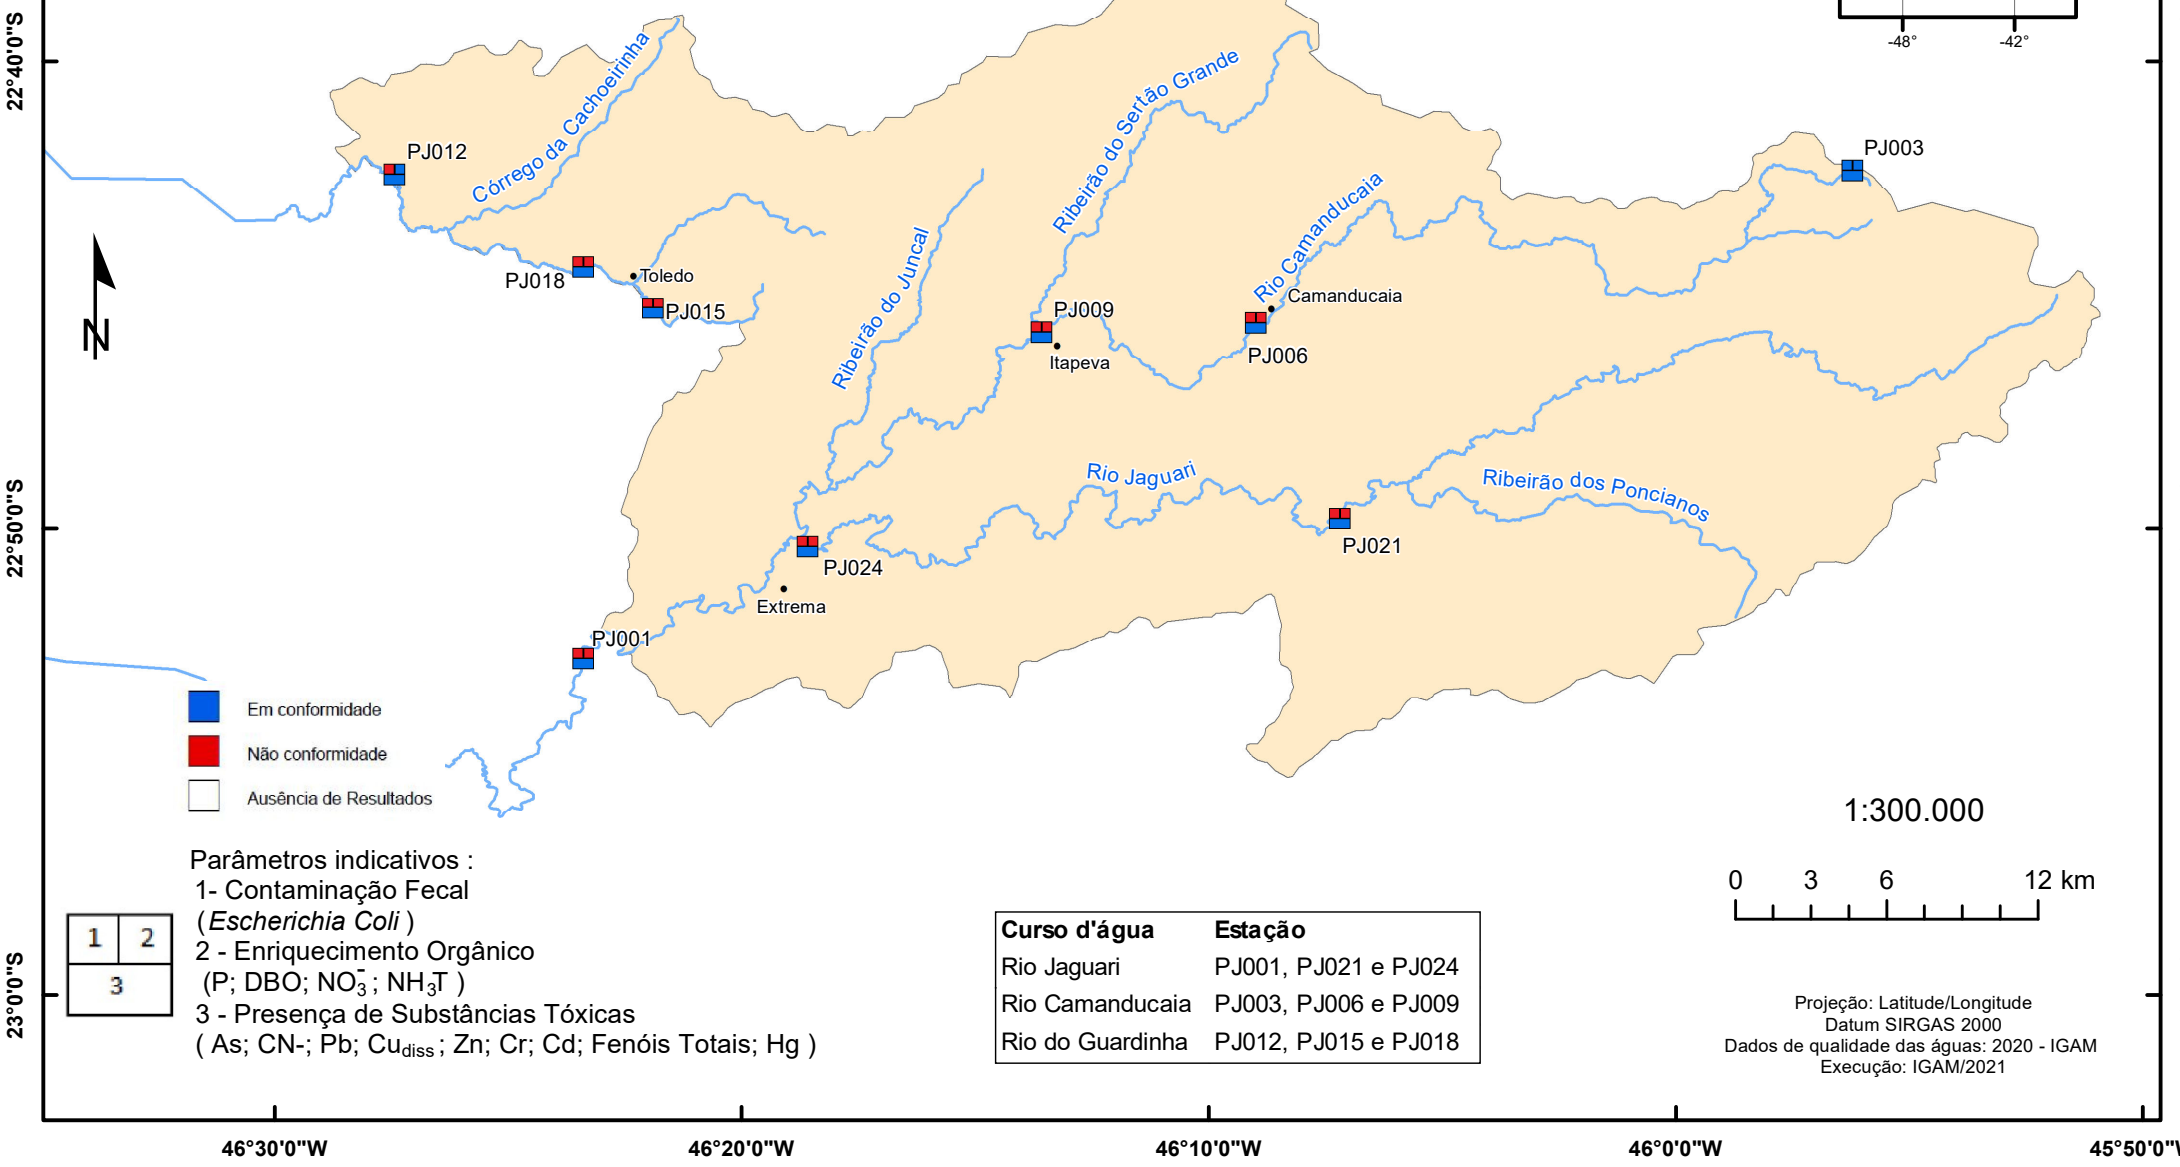 -48°
-42°
22°40'0"S
22°50'0"S
23°0'0"S
Córrego da Cachoeirinha
Ribeirão do Sertão Grande
PJ012
PJ003
Rio Camanducaia
Ribeirão do Juncal
PJ018
Toledo
PJ015
PJ009
Itapeva
Camanducaia
PJ006
Rio Jaguari
Ribeirão dos Poncianos
PJ021
PJ024
Extrema
PJ001
N
Em conformidade
Não conformidade
Ausência de Resultados
Parâmetros indicativos :
1- Contaminação Fecal
(Escherichia Coli )
2 - Enriquecimento Orgânico
(P; DBO; NO₃⁻; NH₃T )
3 - Presença de Substâncias Tóxicas
( As; CN-; Pb; Cudiss ; Zn; Cr; Cd; Fenóis Totais; Hg )
1 2
3
Curso d'água Estação
Rio Jaguari PJ001, PJ021 e PJ024
Rio Camanducaia PJ003, PJ006 e PJ009
Rio do Guardinha PJ012, PJ015 e PJ018
1:300.000
0 3 6 12 km
Projeção: Latitude/Longitude
Datum SIRGAS 2000
Dados de qualidade das águas: 2020 - IGAM
Execução: IGAM/2021
46°30'0"W 46°20'0"W 46°10'0"W 46°0'0"W 45°50'0"W